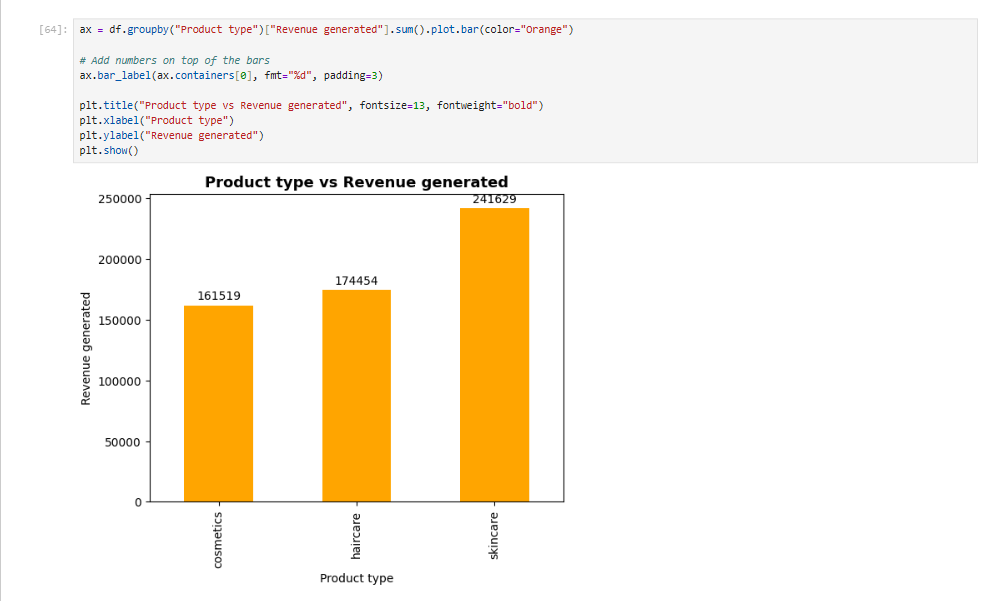 [64]: ax = df.groupby("Product type")["Revenue generated"].sum().plot.bar(color="Orange")
# Add numbers on top of the bars
ax.bar_label(ax.containers[0], fmt="%d", padding=3)
plt.title("Product type vs Revenue generated", fontsize=13, fontweight="bold")
plt.xlabel("Product type")
plt.ylabel("Revenue generated")
plt.show()
Product type vs Revenue generated
250000
200000
150000
100000
50000
0
Revenue generated
161519
174454
241629
cosmetics
haircare
skincare
Product type